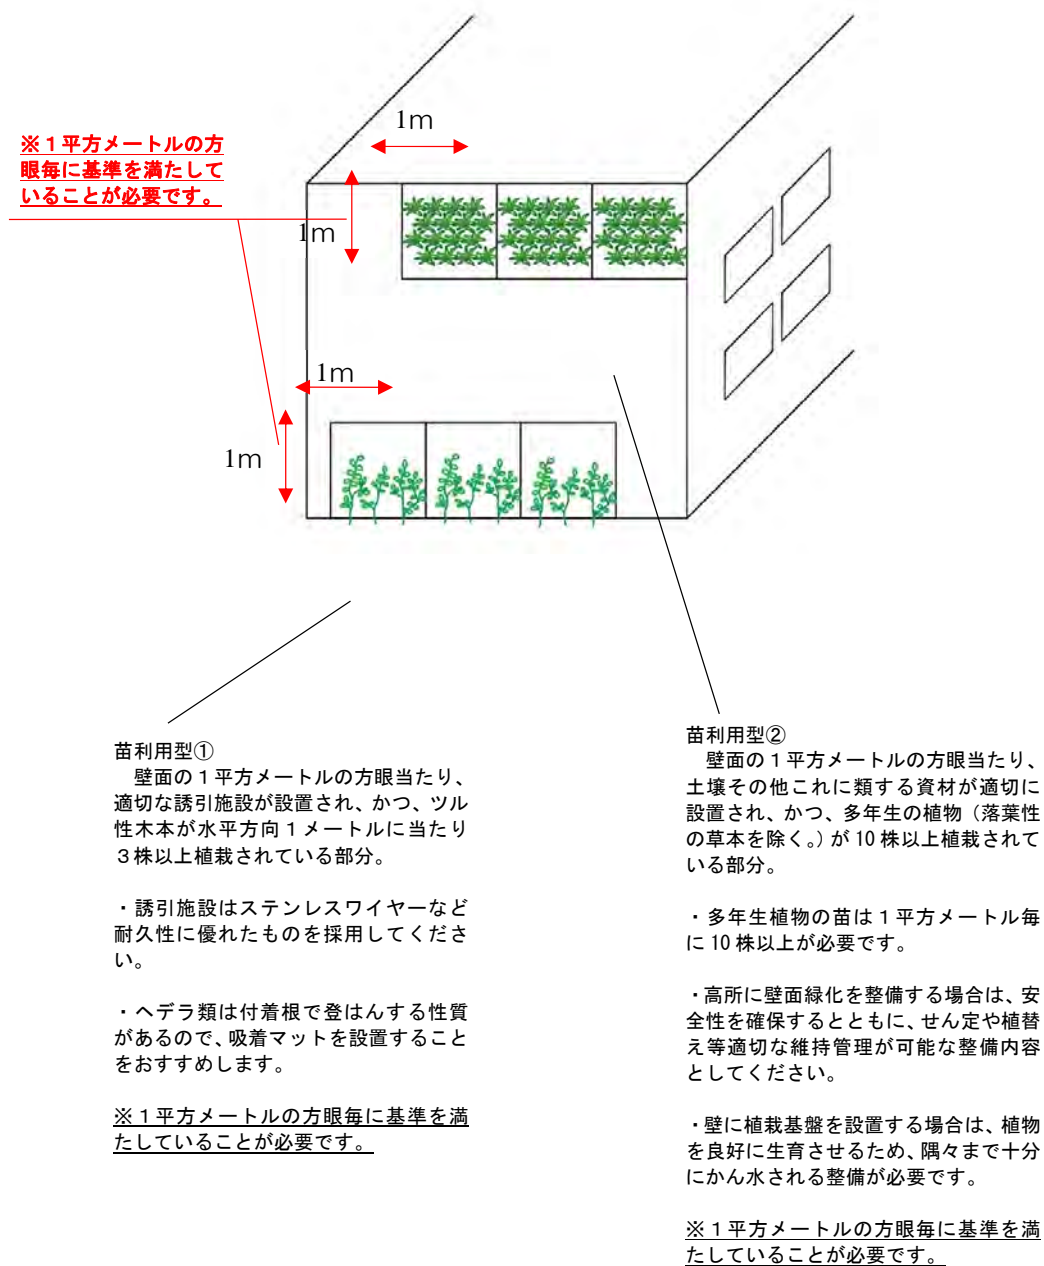 1m
※１平方メートルの方
眼毎に基準を満たして
いることが必要です。
1m
1m
1m
苗利用型①
　壁面の１平方メートルの方眼当たり、
適切な誘引施設が設置され、かつ、ツル
性木本が水平方向１メートルに当たり
３株以上植栽されている部分。
・誘引施設はステンレスワイヤーなど
耐久性に優れたものを採用してくださ
い。
・ヘデラ類は付着根で登はんする性質
があるので、吸着マットを設置すること
をおすすめします。
※１平方メートルの方眼毎に基準を満
たしていることが必要です。
苗利用型②
　壁面の１平方メートルの方眼当たり、
土壌その他これに類する資材が適切に
設置され、かつ、多年生の植物（落葉性
の草本を除く。）が 10 株以上植栽されて
いる部分。
・多年生植物の苗は１平方メートル毎
に 10 株以上が必要です。
・高所に壁面緑化を整備する場合は、安
全性を確保するとともに、せん定や植替
え等適切な維持管理が可能な整備内容
としてください。
・壁に植栽基盤を設置する場合は、植物
を良好に生育させるため、隅々まで十分
にかん水される整備が必要です。
※１平方メートルの方眼毎に基準を満
たしていることが必要です。